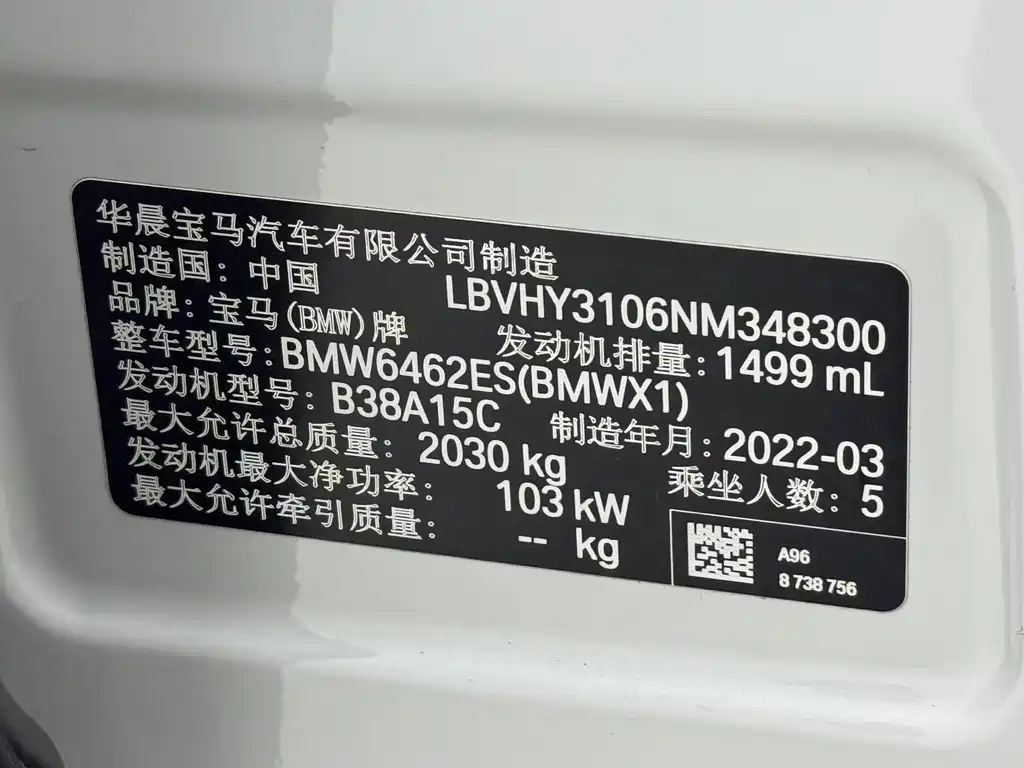 华晨宝马汽车有限公司制造
制造国：中国
LBVHY3106NM348300
品牌：宝马(BMW)牌
发动机排量：1499 mL
整车型号：BMW6462ES(BMWX1)
发动机型号：B38A15C
制造年月：2022-03
最大允许总质量：2030 kg
乘坐人数：5
发动机最大净功率：103 kW
最大允许牵引质量：-- kg
A96
8 738 756